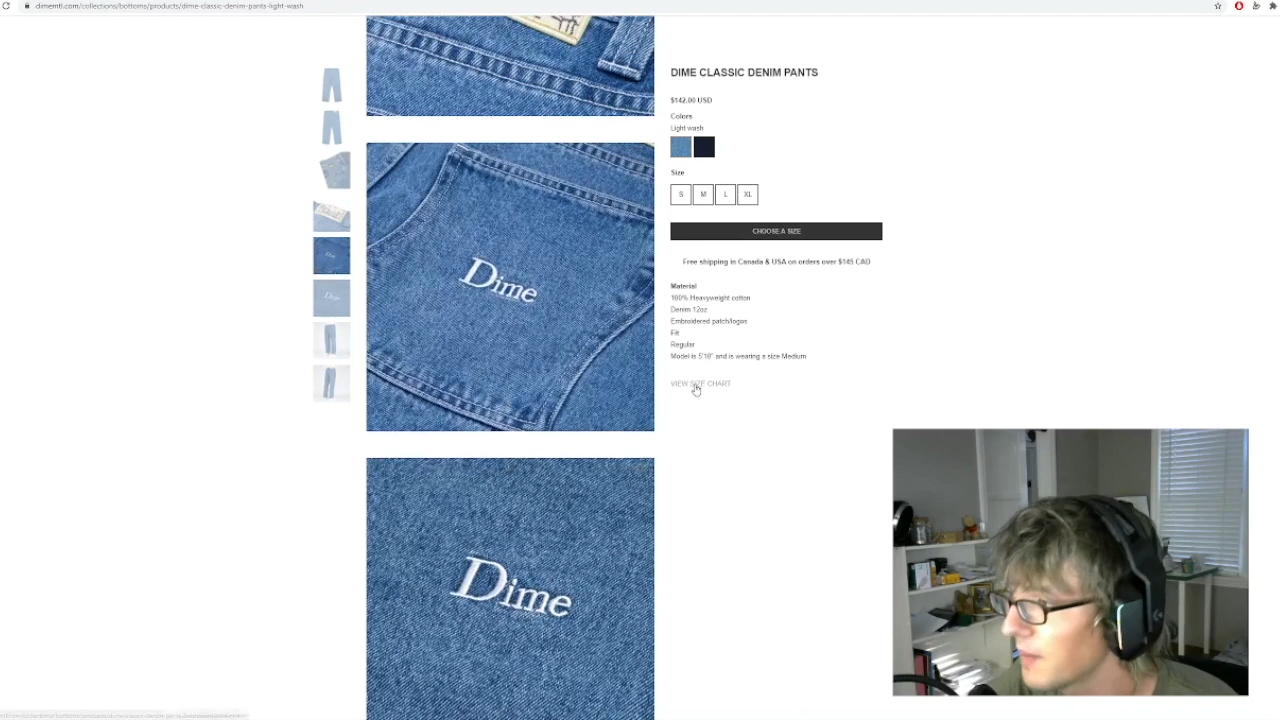 dimemtl.com/collections/bottoms/products/dime-classic-denim-pants-light-wash
DIME CLASSIC DENIM PANTS
$142.00 USD
Colors
Light wash
Size
S M L XL
CHOOSE A SIZE
Free shipping in Canada & USA on orders over $145 CAD
Material
100% Heavyweight cotton
Denim 12oz
Embroidered patch/logos
Fit
Regular
Model is 5'10" and is wearing a size Medium
VIEW SIZE CHART
Dime
Dime